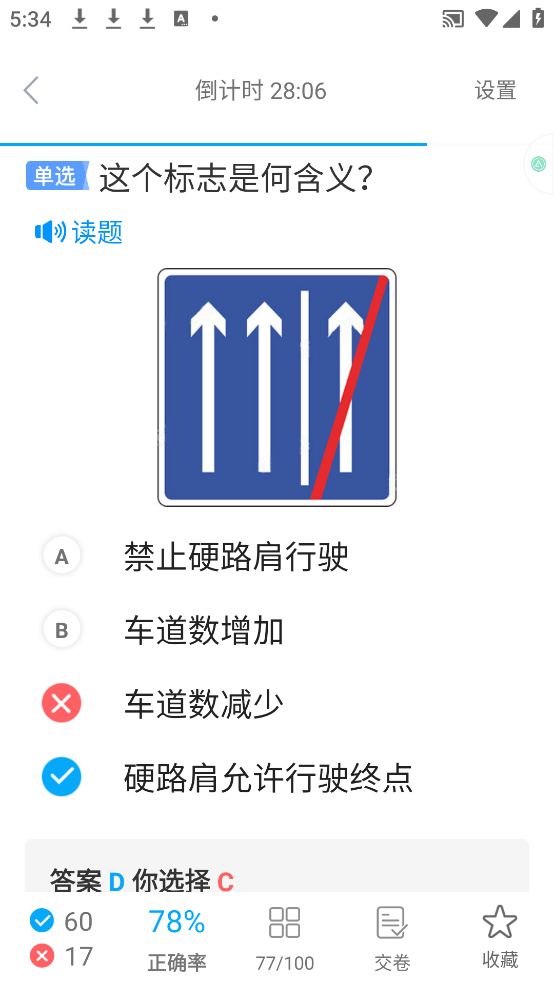 5:34
A
倒计时 28:06
设置
单选 这个标志是何含义?
读题
A 禁止硬路肩行驶
B 车道数增加
车道数减少
硬路肩允许行驶终点
答案 D 你选择 C
60
17
78%
正确率
77/100
交卷
收藏